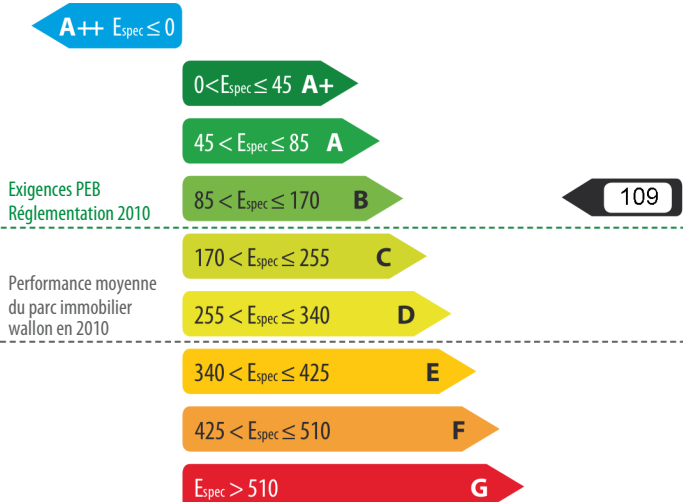 A++ Espec ≤ 0
0<Espec ≤ 45 A+
45 < Espec ≤ 85 A
Exigences PEB
Réglementation 2010
85 < Espec ≤ 170 B
109
170 < Espec ≤ 255 C
Performance moyenne
du parc immobilier
wallon en 2010
255 < Espec ≤ 340 D
340 < Espec ≤ 425 E
425 < Espec ≤ 510 F
Espec > 510 G